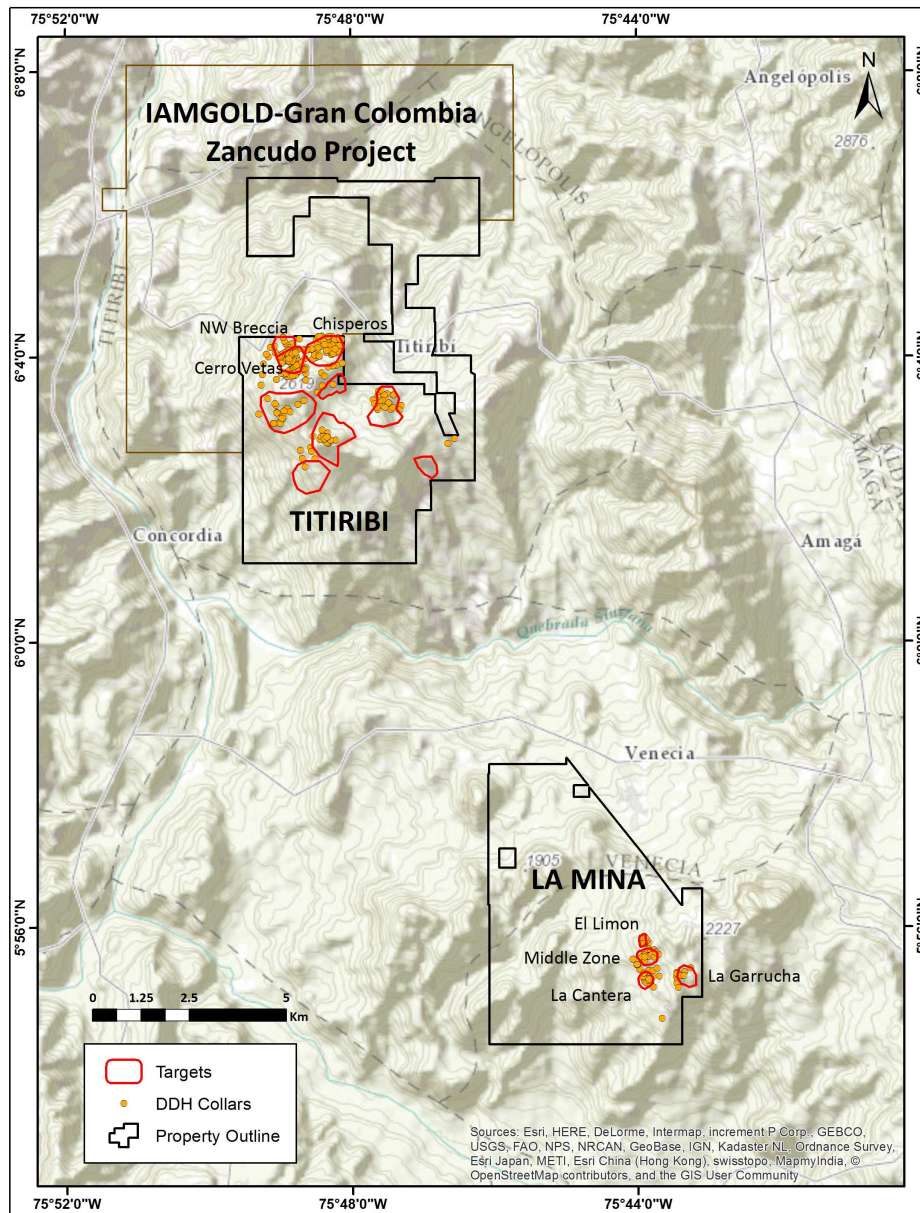 75°52'0"W 75°48'0"W 75°44'0"W
6°8'0"N
N
Angelópolis
2876
IAMGOLD-Gran Colombia
Zancudo Project
ANGELÓPOLIS
TITIRIBI
NW Breccia
Chisperos
Titiribí
6°4'0"N
Cerro Vetas
2619
CALDAS
AMAGÁ
TITIRIBI
Concordia
Amagá
6°0'0"N
Quebrada Sinifana
Venecia
1905
VENECIA
LA MINA
El Limon
2227
5°56'0"N
Middle Zone
La Garrucha
La Cantera
0 1.25 2.5 5
Km
Targets
DDH Collars
Property Outline
Sources: Esri, HERE, DeLorme, Intermap, increment P Corp., GEBCO,
USGS, FAO, NPS, NRCAN, GeoBase, IGN, Kadaster NL, Ordnance Survey,
Esri Japan, METI, Esri China (Hong Kong), swisstopo, MapmyIndia, ©
OpenStreetMap contributors, and the GIS User Community
75°52'0"W 75°48'0"W 75°44'0"W